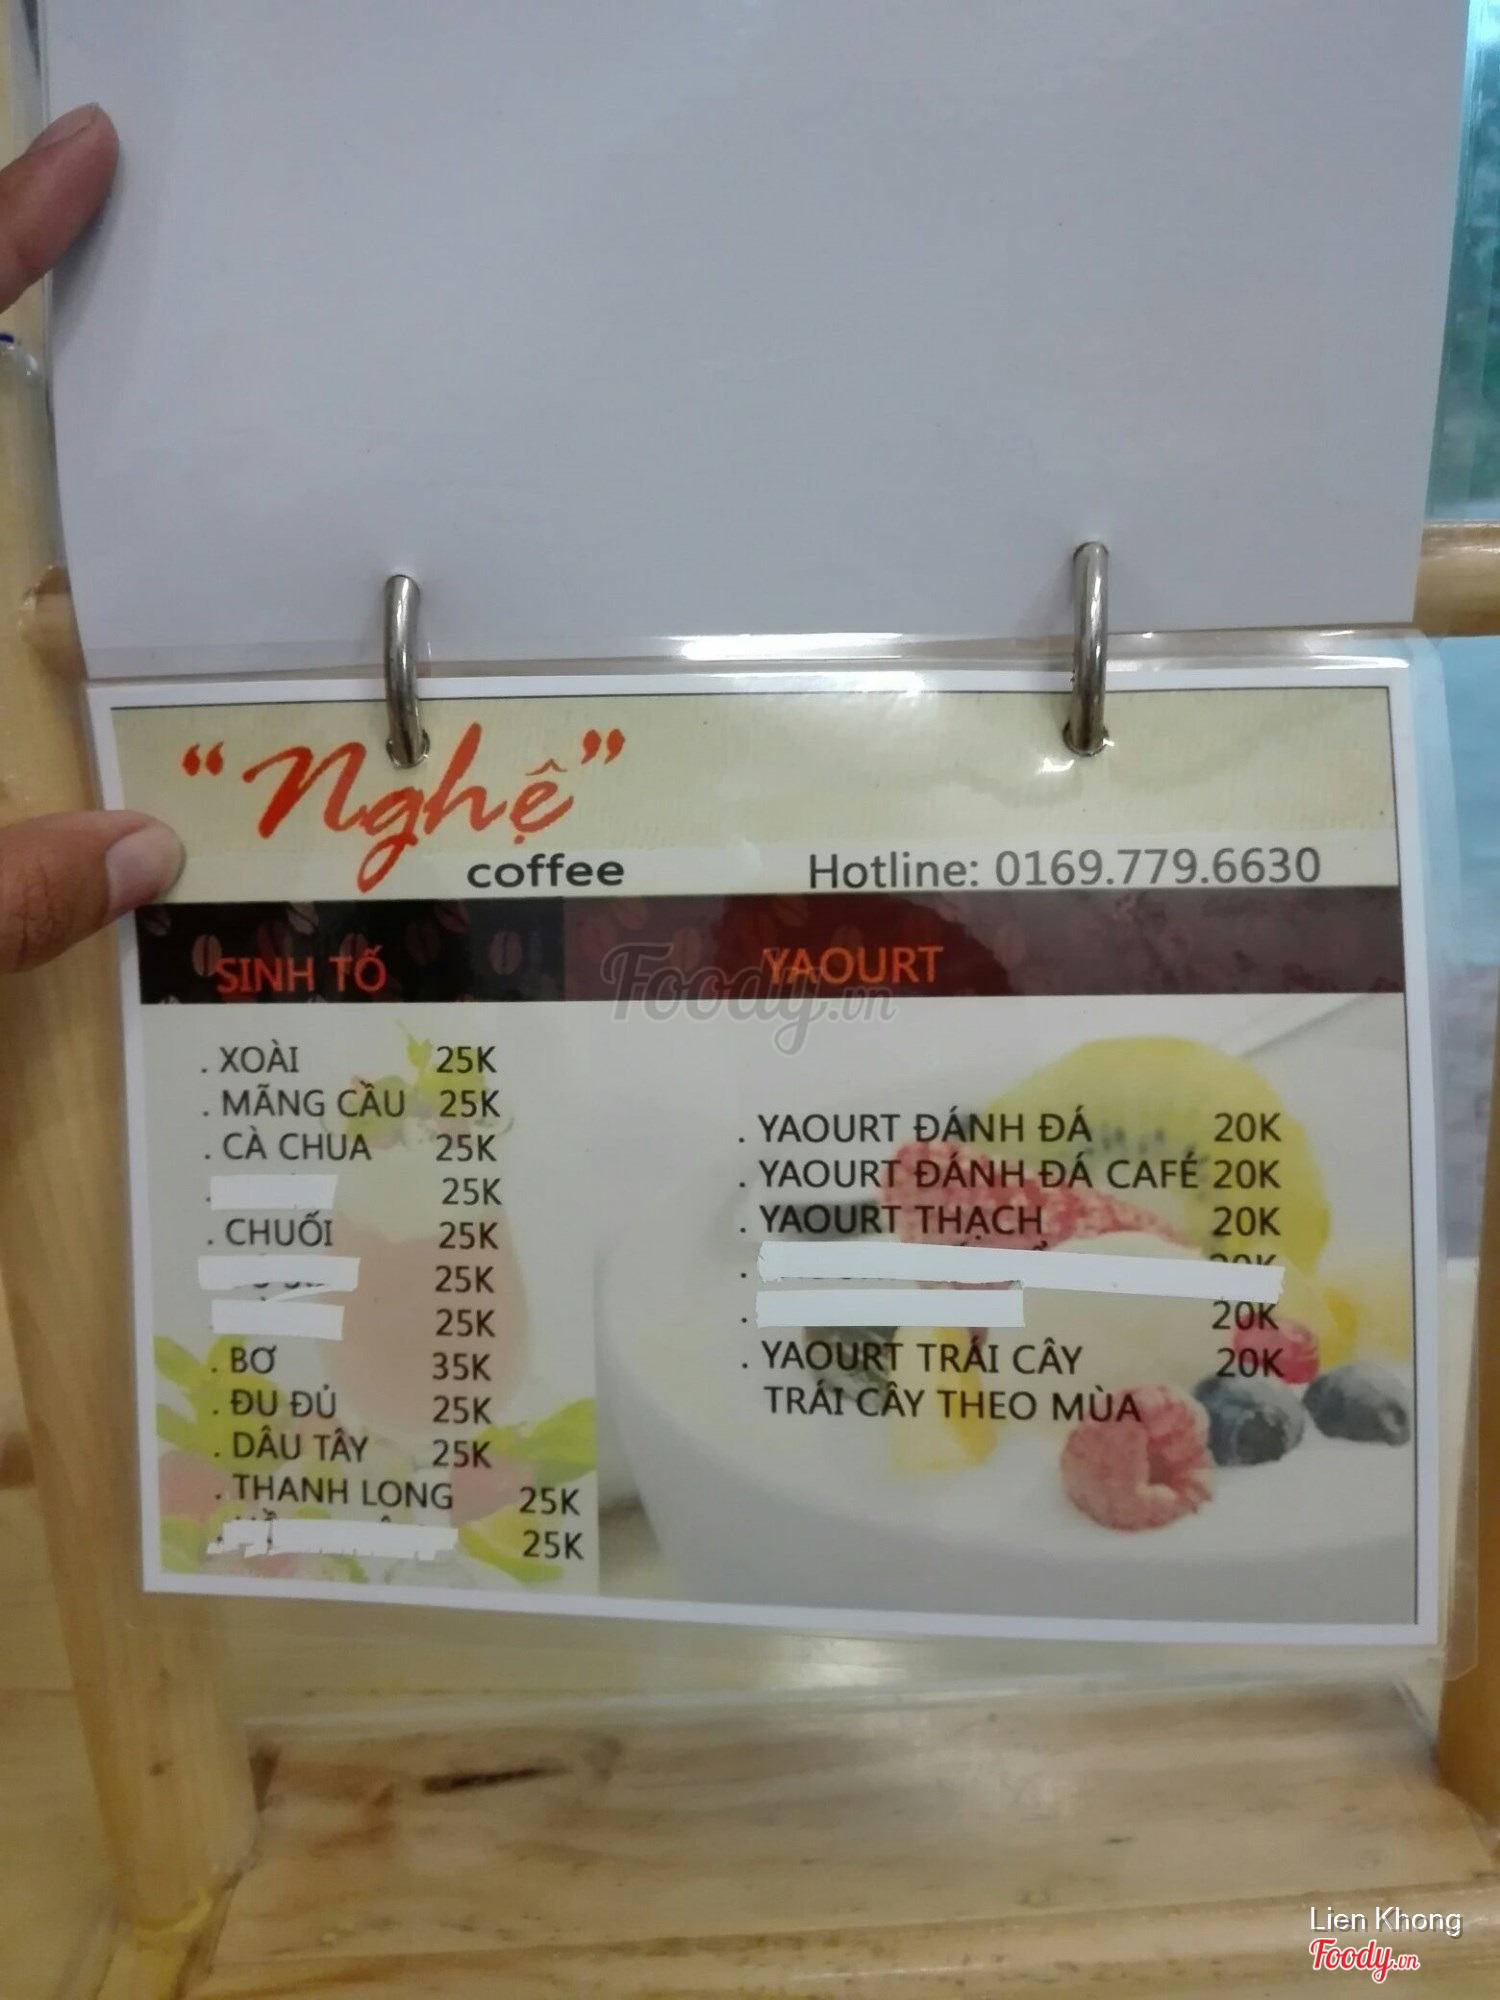 “Nghệ”
coffee
Hotline: 0169.779.6630
SINH TỐ
. XOÀI 25K
. MÃNG CẦU 25K
. CÀ CHUA 25K
. 25K
. CHUỐI 25K
25K
25K
. BƠ 35K
. ĐU ĐỦ 25K
. DÂU TÂY 25K
. THANH LONG 25K
25K
YAOURT
. YAOURT ĐÁNH ĐÁ 20K
. YAOURT ĐÁNH ĐÁ CAFÉ 20K
. YAOURT THẠCH 20K
.
. 20K
. YAOURT TRÁI CÂY 20K
TRÁI CÂY THEO MÙA
Foody.vn
Lien Khong
Foody.vn